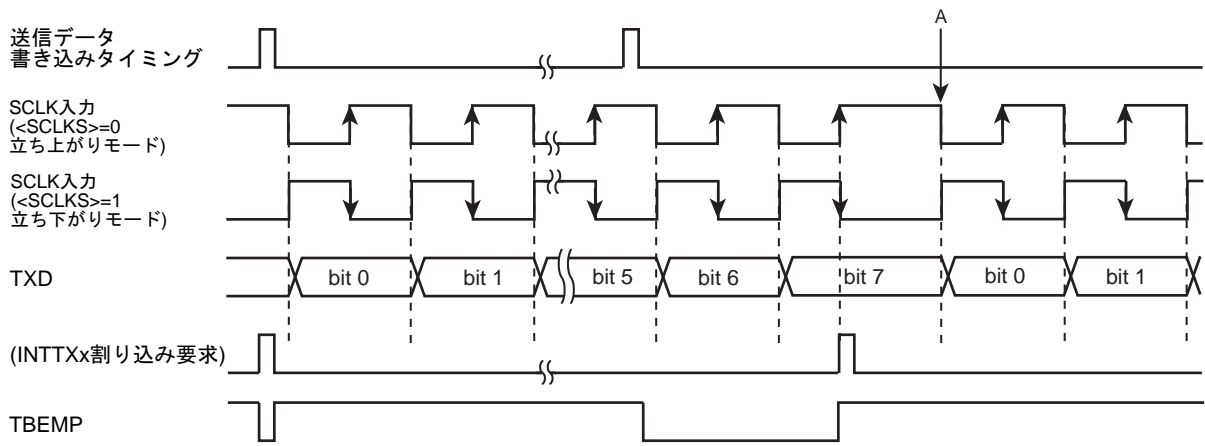 A
送信データ
書き込みタイミング
SCLK入力
(<SCLKS>=0
立ち上がりモード)
SCLK入力
(<SCLKS>=1
立ち下がりモード)
TXD
bit 0
bit 1
bit 5
bit 6
bit 7
bit 0
bit 1
(INTTXx割り込み要求)
TBEMP